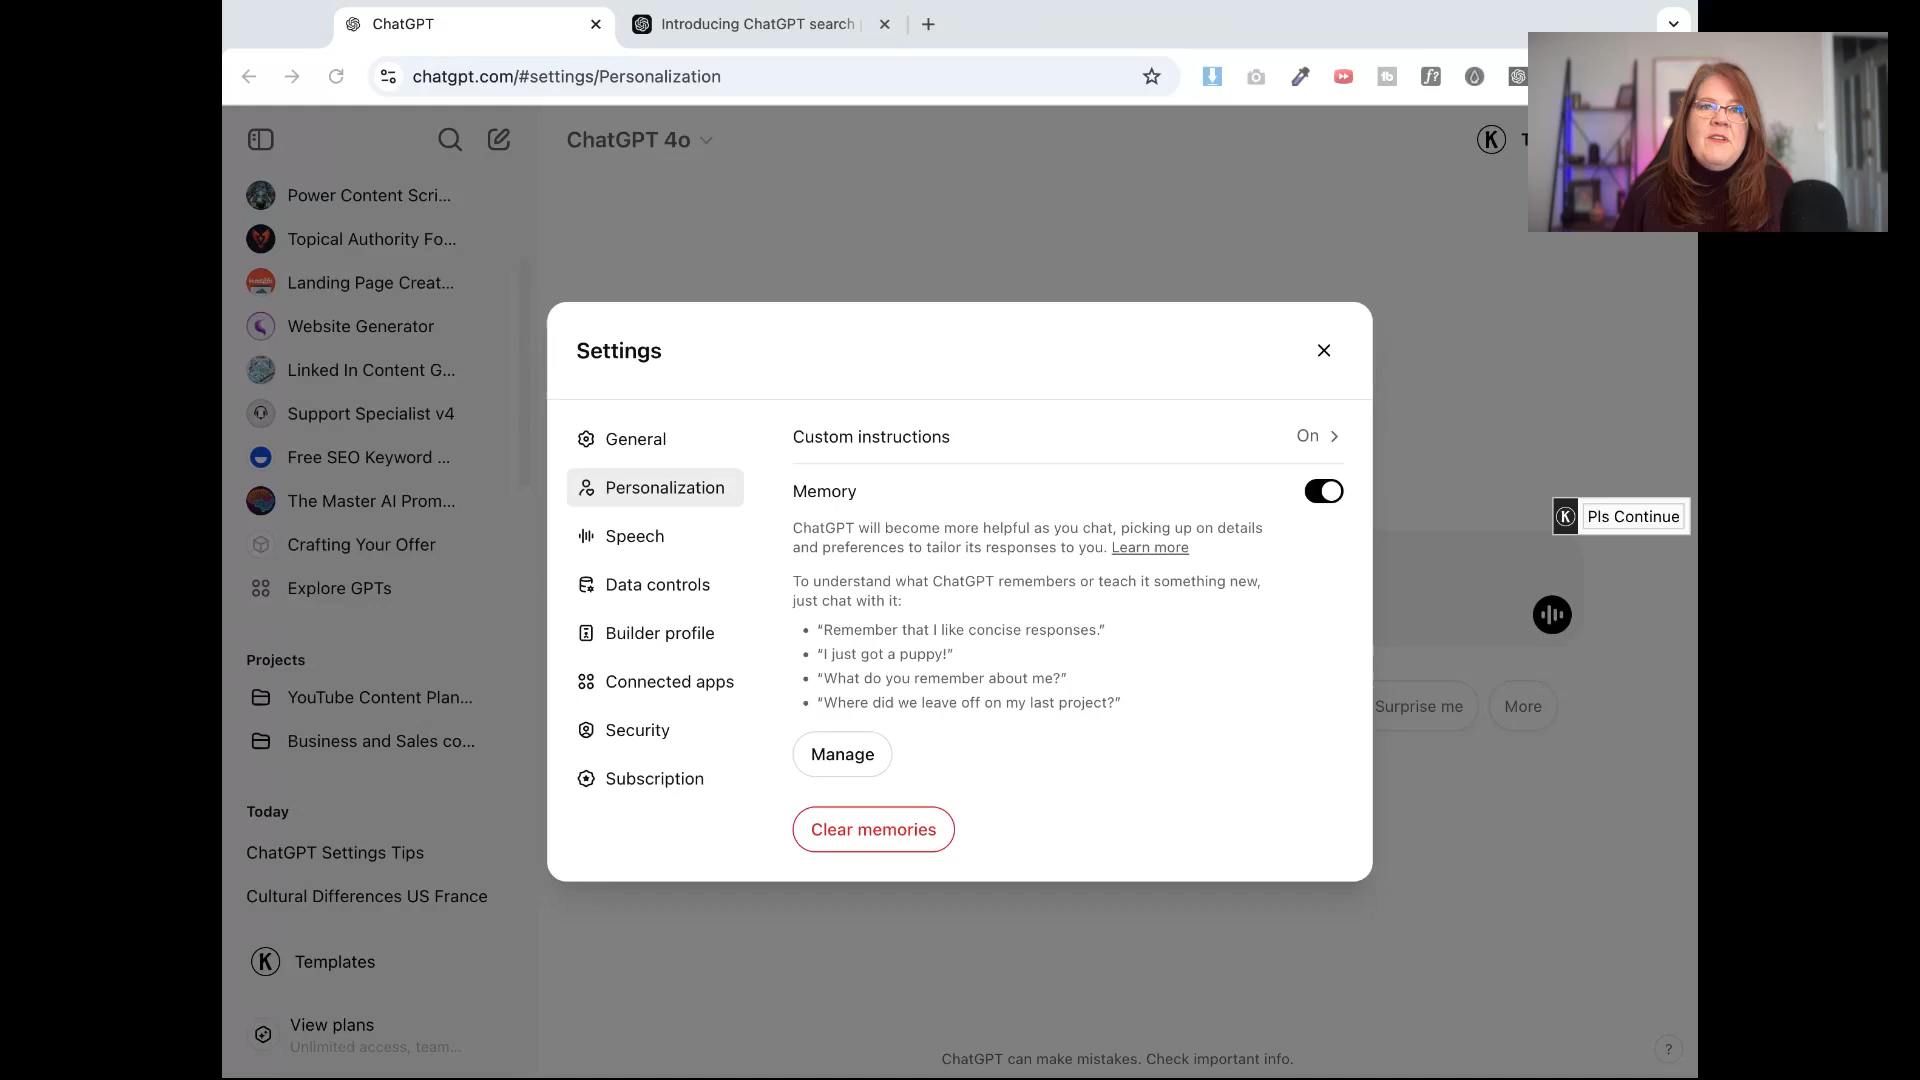 ChatGPT
Introducing ChatGPT search
chatgpt.com/#settings/Personalization
ChatGPT 4o
Power Content Scri...
Topical Authority Fo...
Landing Page Creat...
Website Generator
Linked In Content G...
Support Specialist v4
Free SEO Keyword ...
The Master AI Prom...
Crafting Your Offer
Explore GPTs
Projects
YouTube Content Plan...
Business and Sales co...
Today
ChatGPT Settings Tips
Cultural Differences US France
K Templates
View plans
Unlimited access, team...
Settings
General
Personalization
Speech
Data controls
Builder profile
Connected apps
Security
Subscription
Custom instructions
On
Memory
ChatGPT will become more helpful as you chat, picking up on details
and preferences to tailor its responses to you. Learn more
To understand what ChatGPT remembers or teach it something new,
just chat with it:
• “Remember that I like concise responses.”
• “I just got a puppy!”
• “What do you remember about me?”
• “Where did we leave off on my last project?”
Manage
Clear memories
K
K Pls Continue
Surprise me
More
ChatGPT can make mistakes. Check important info.
?